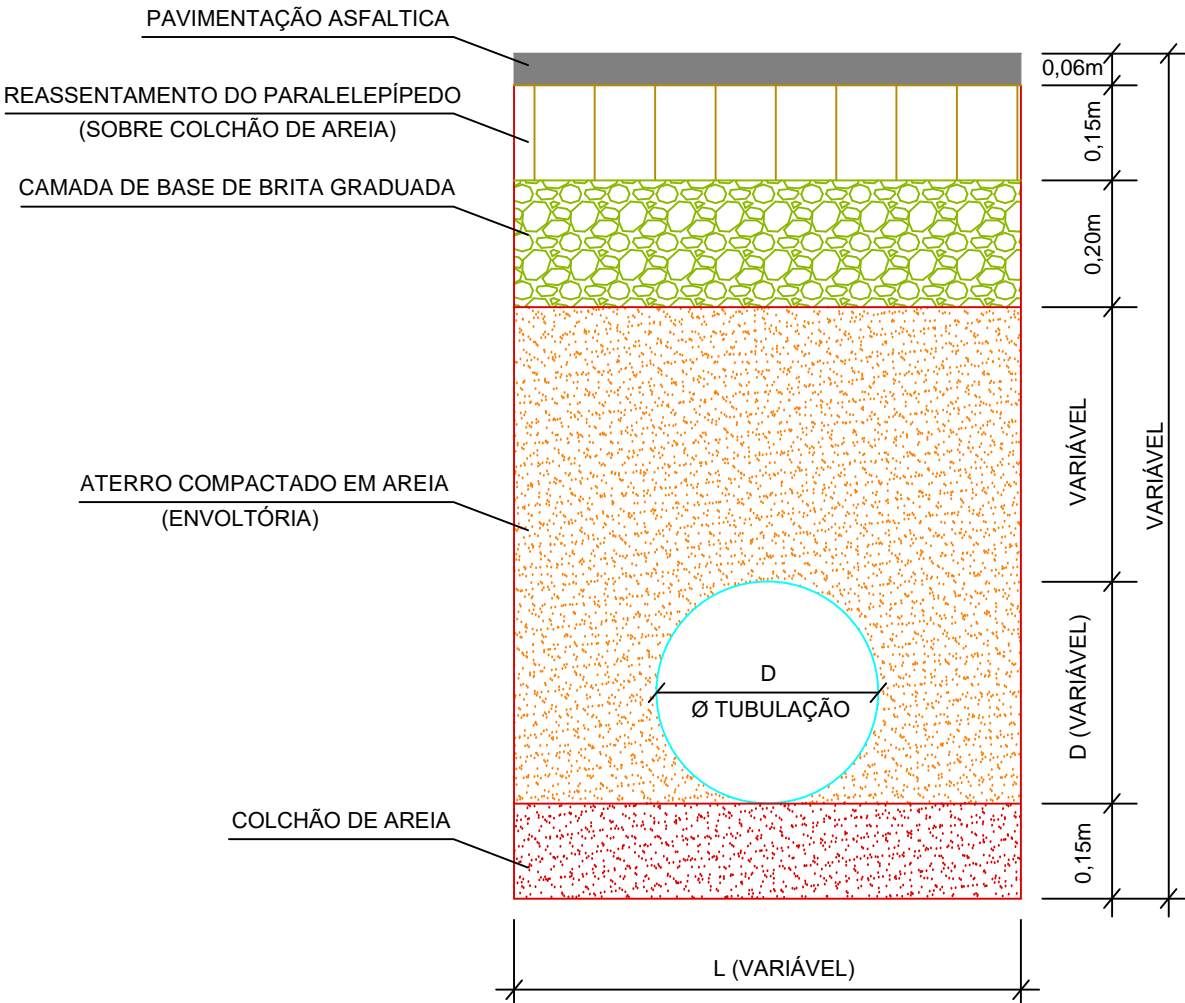 PAVIMENTAÇÃO ASFALTICA
0,06m
REASSENTAMENTO DO PARALELEPÍPEDO
(SOBRE COLCHÃO DE AREIA)
0,15m
CAMADA DE BASE DE BRITA GRADUADA
0,20m
VARIÁVEL
VARIÁVEL
ATERRO COMPACTADO EM AREIA
(ENVOLTÓRIA)
D
Ø TUBULAÇÃO
D (VARIÁVEL)
COLCHÃO DE AREIA
0,15m
L (VARIÁVEL)